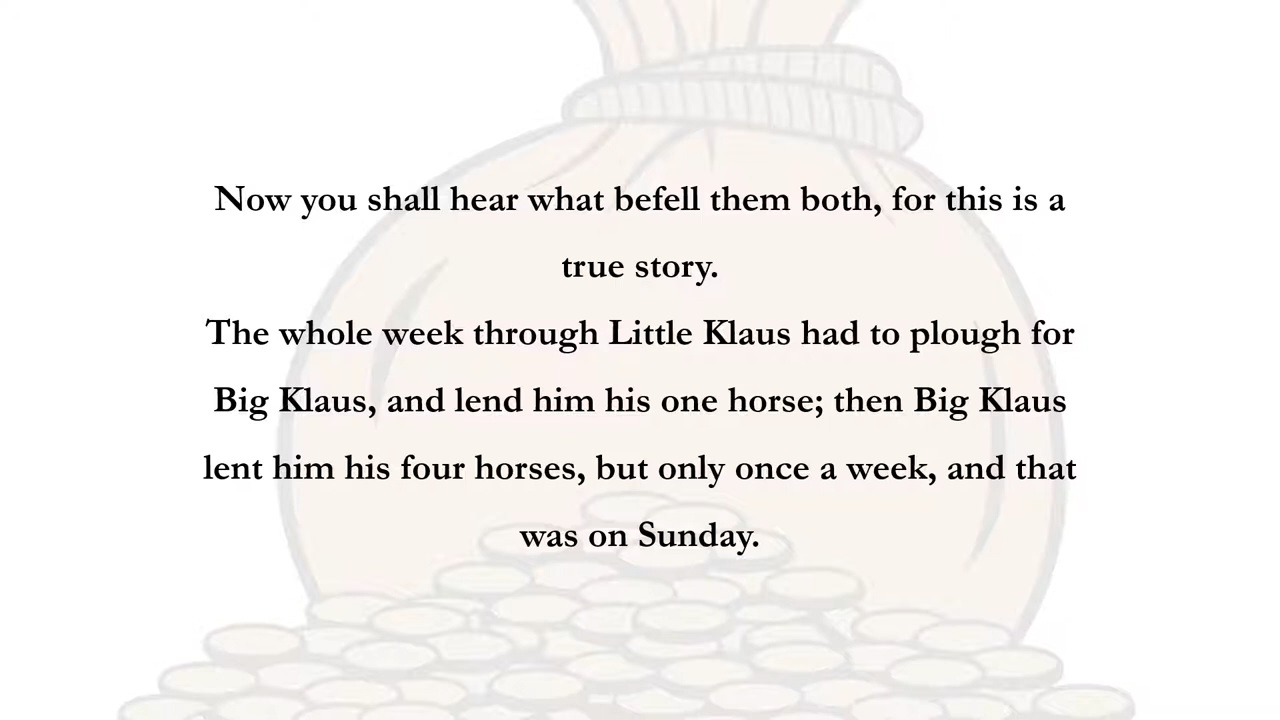 Now you shall hear what befell them both, for this is a
true story.
The whole week through Little Klaus had to plough for
Big Klaus, and lend him his one horse; then Big Klaus
lent him his four horses, but only once a week, and that
was on Sunday.